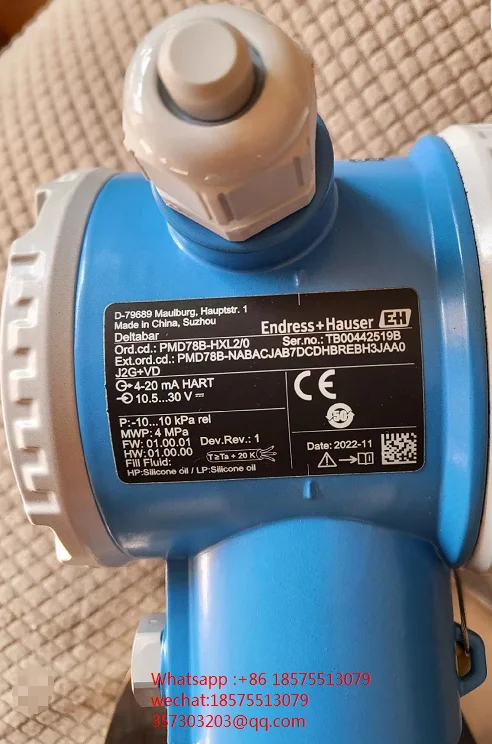 D-79689 Maulburg, Hauptstr. 1
Made in China, Suzhou
Deltabar
Endress+Hauser E+H
Ord.cd.: PMD78B-HXL2/0
Ser.no.: TB00442519B
Ext.ord.cd.: PMD78B-NABACJAB7DCDHBREBH3JAA0
J2G+VD
4-20 mA HART
10.5...30 V
CE
P:-10...10 kPa rel
MWP: 4 MPa
FW: 01.00.01 Dev.Rev.: 1
HW: 01.00.00
Fill Fluid:
T≥Ta + 20 K
HP:Silicone oil / LP:Silicone oil
50
Date: 2022-11
Whatsapp :+86 18575513079
wechat:18575513079
357303203@qq.com